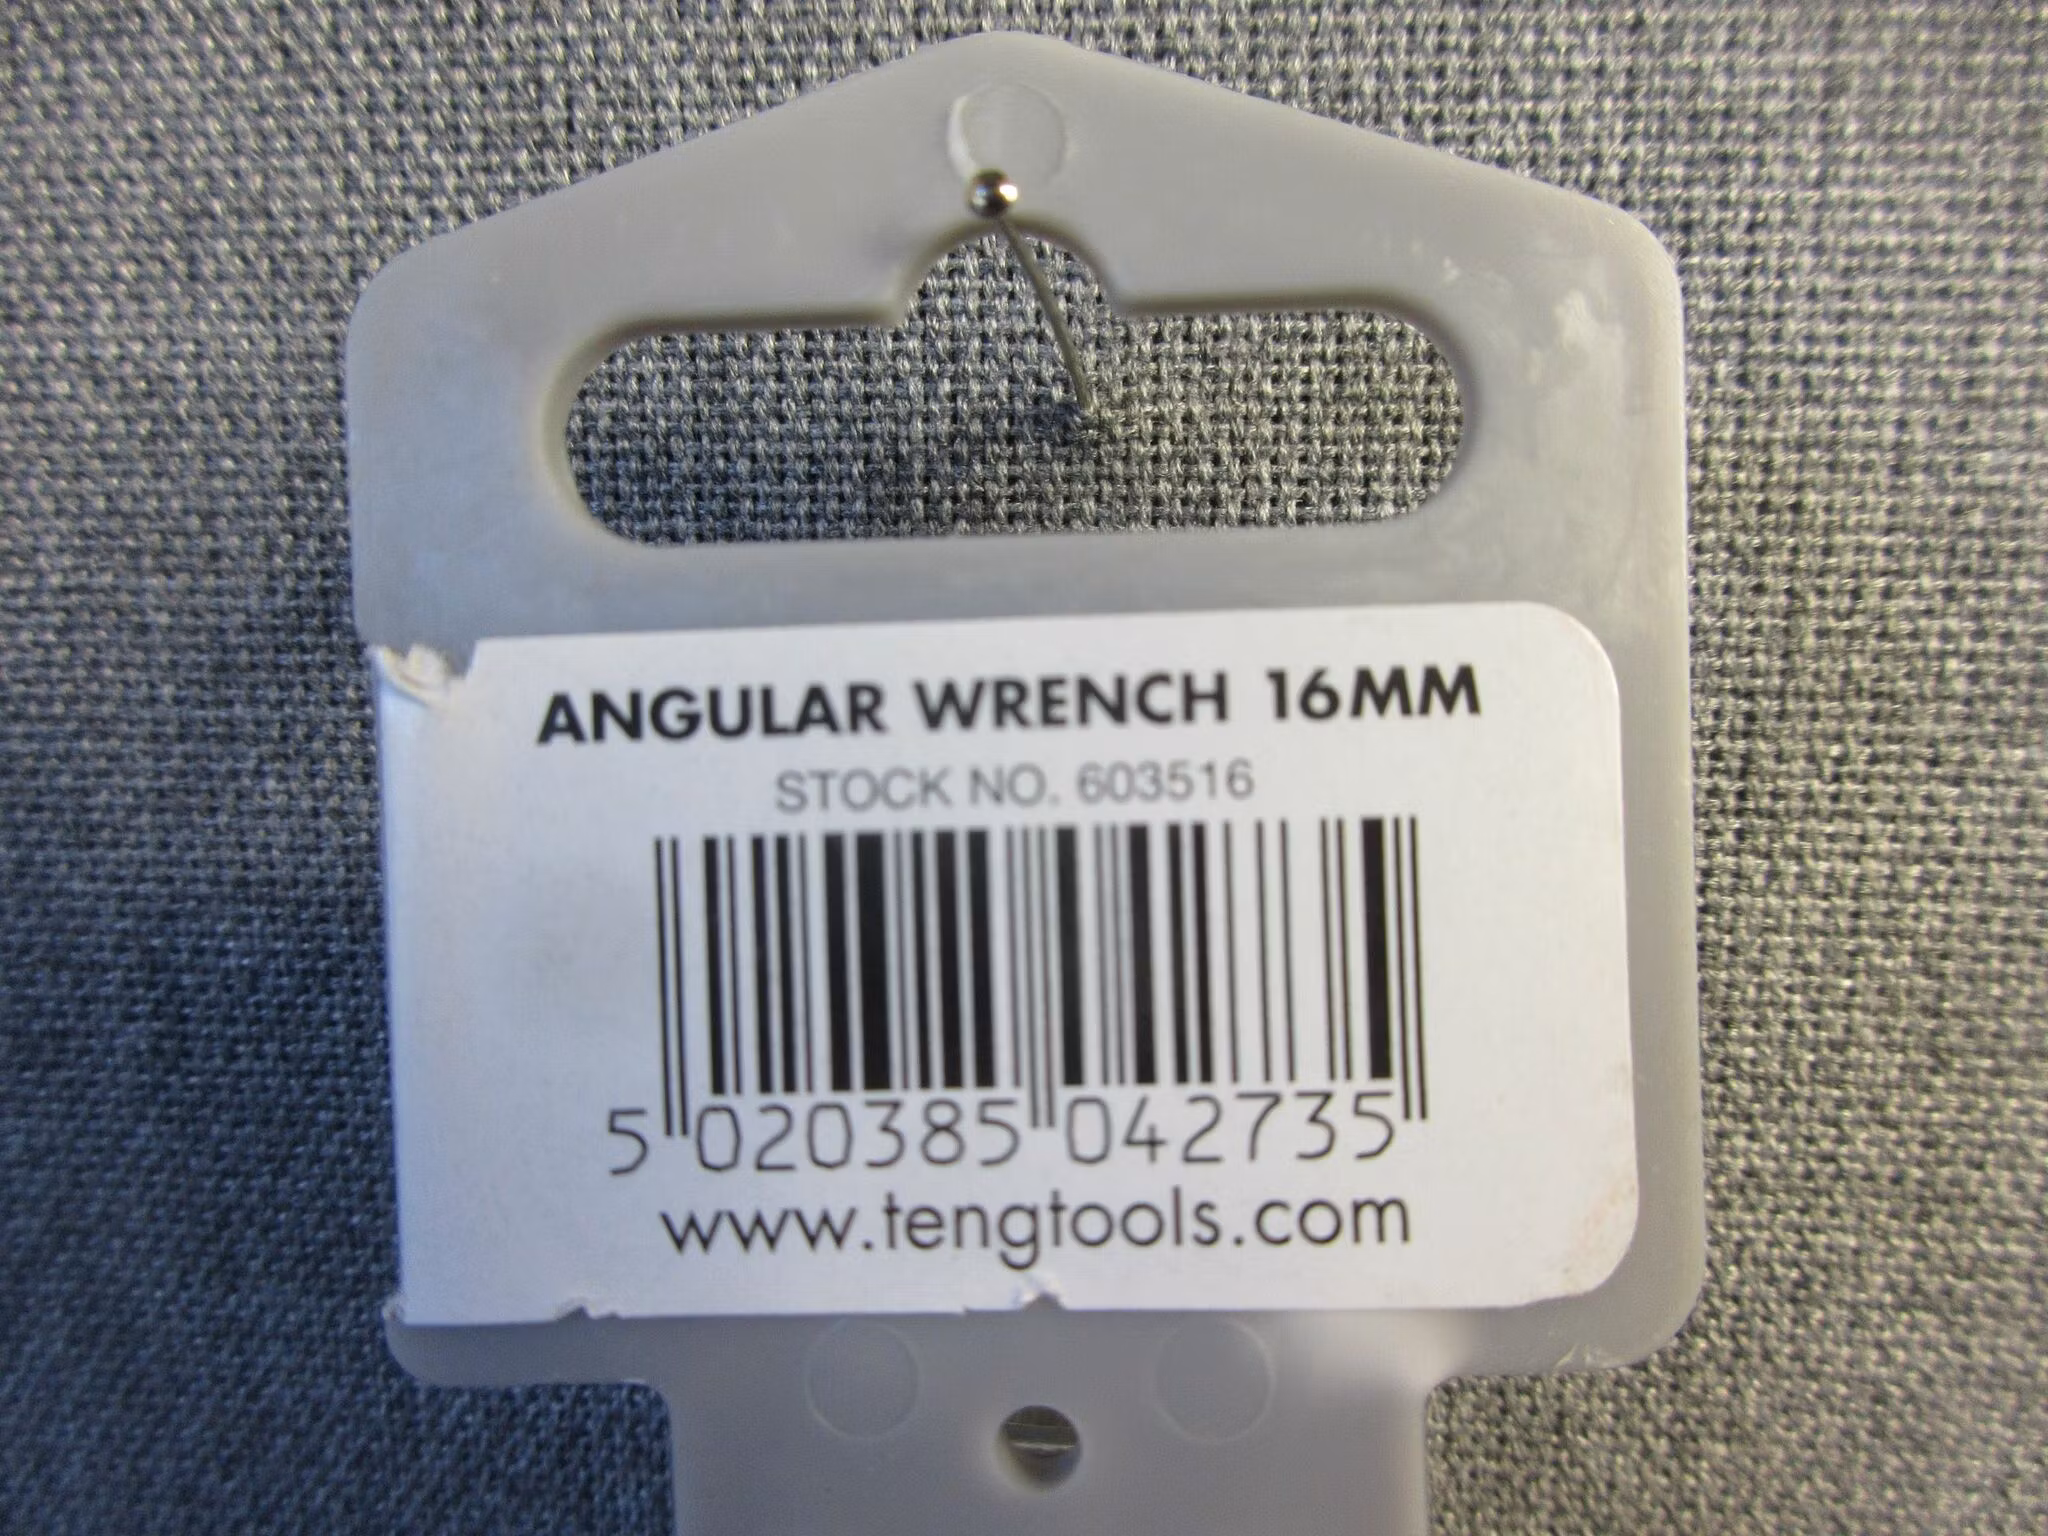 ANGULAR WRENCH 16MM
STOCK NO. 603516
5 020385 042735
www.tengtools.com